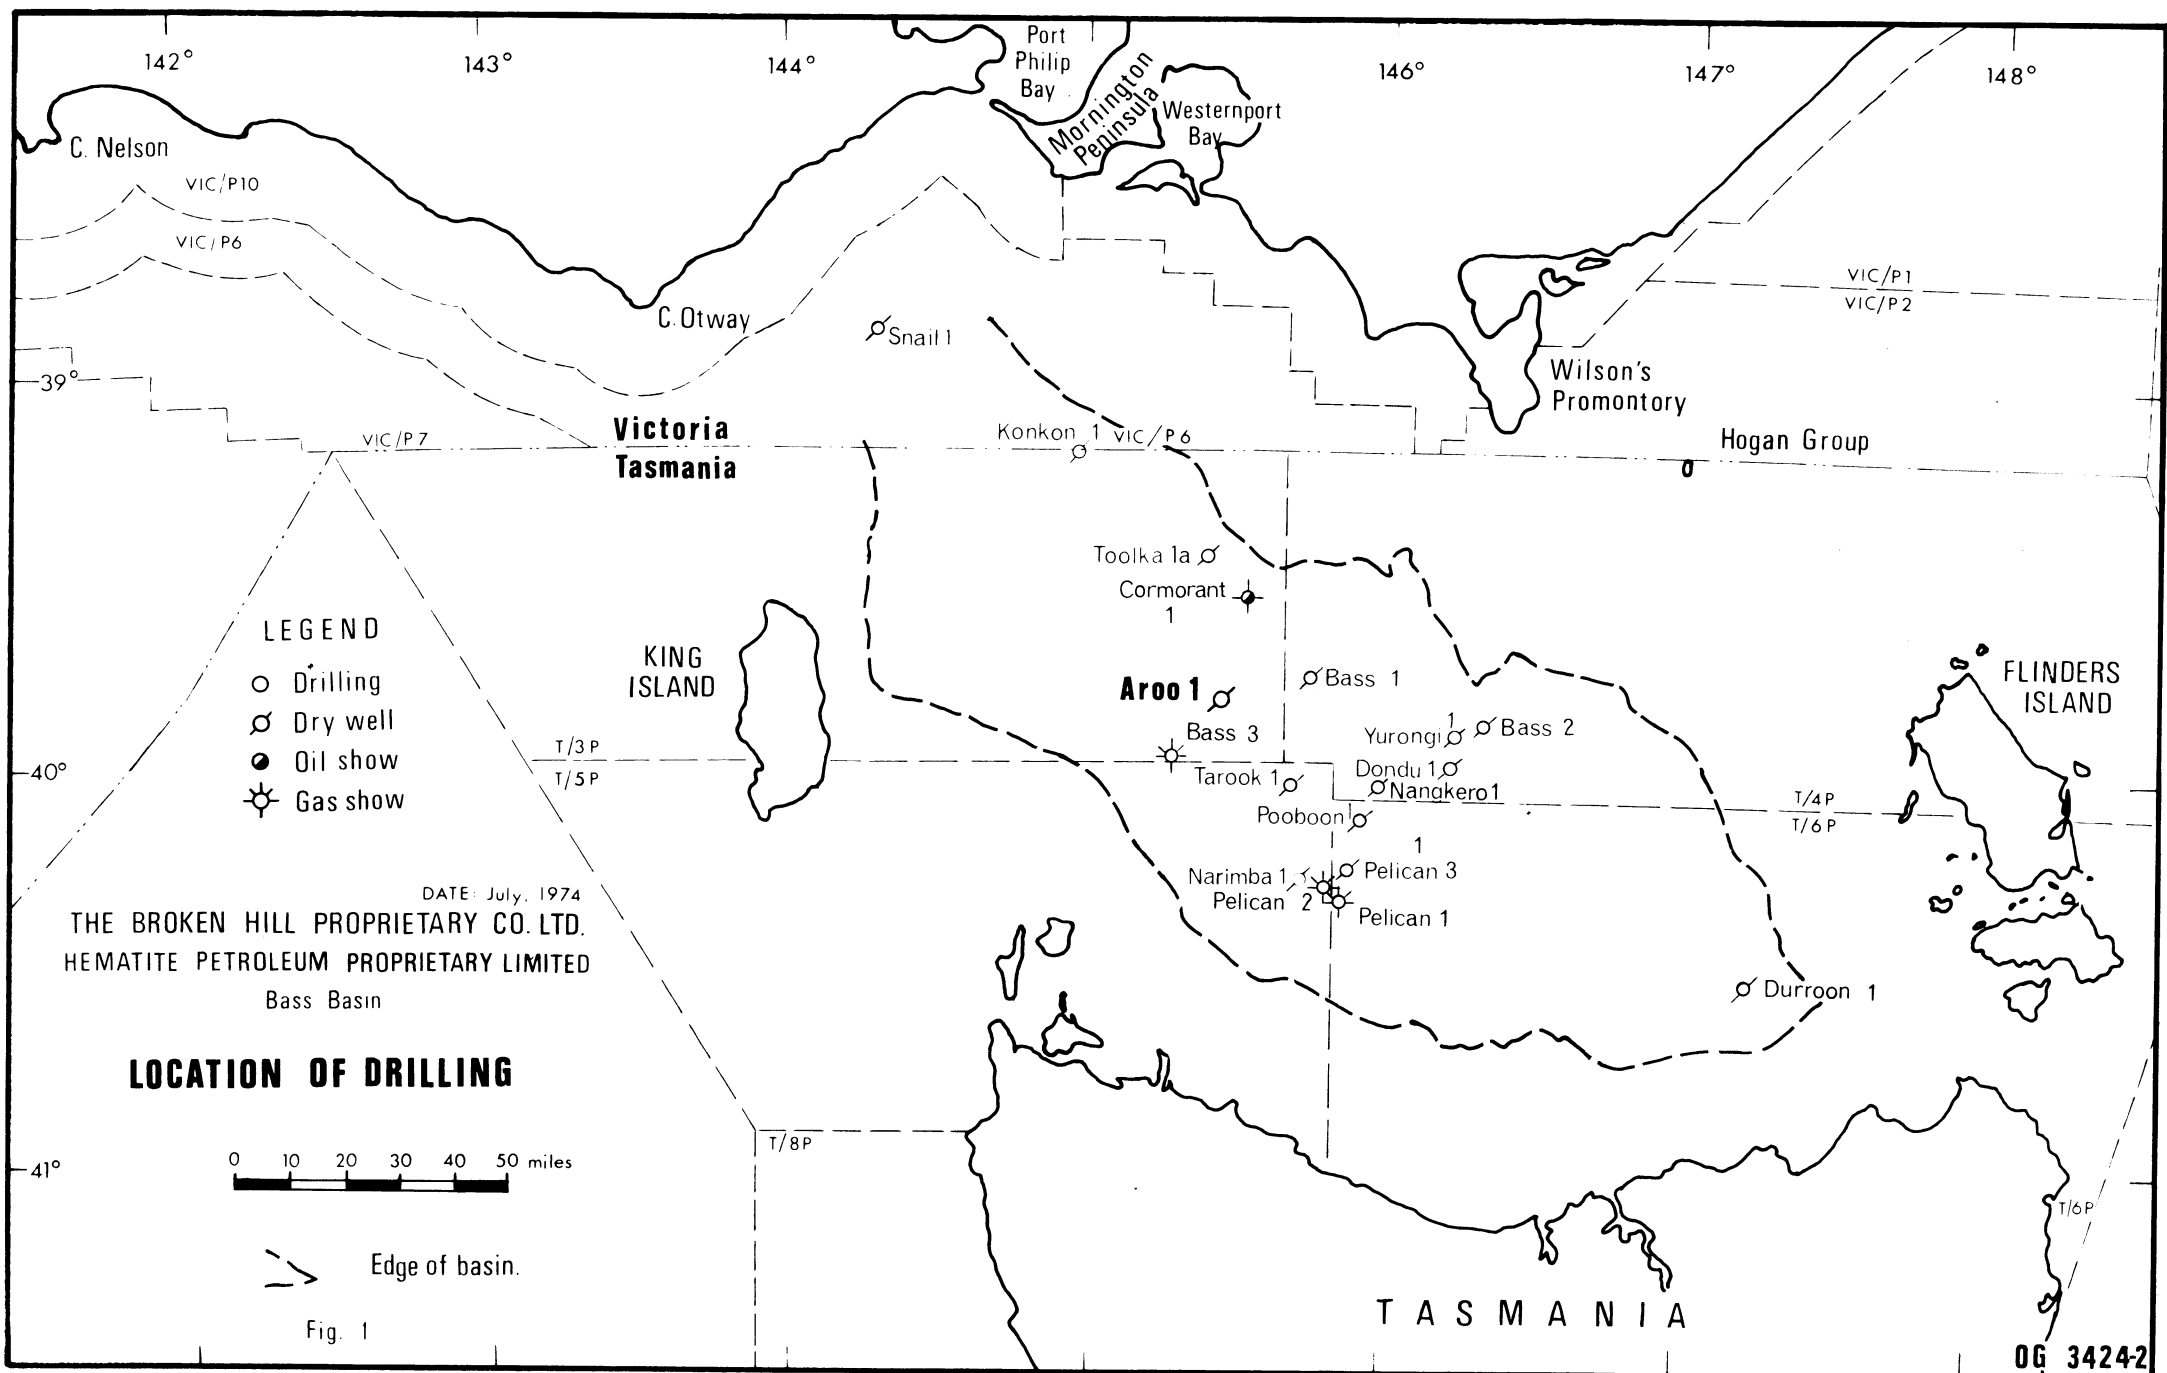 142°
143°
144°
146°
147°
148°
Port
Philip
Bay
Mornington
Peninsula
Westernport
Bay
C. Nelson
VIC/P10
VIC/P6
C. Otway
Snail 1
VIC/P1
VIC/P2
Wilson's
Promontory
39°
VIC/P7
Victoria
Tasmania
Konkon 1
VIC/P6
Hogan Group
Toolka 1a
Cormorant
1
LEGEND
Drilling
Dry well
Oil show
Gas show
KING
ISLAND
FLINDERS
ISLAND
Aroo 1
Bass 1
Bass 3
1
Yurongi
Bass 2
T/3P
T/5P
40°
Tarook 1
Dondu 1
Nangkero 1
T/4P
T/6P
Pooboon 1
1
Narimba 1
Pelican 3
Pelican 2
Pelican 1
DATE: July, 1974
THE BROKEN HILL PROPRIETARY CO. LTD.
HEMATITE PETROLEUM PROPRIETARY LIMITED
Bass Basin
Durroon 1
LOCATION OF DRILLING
T/8P
0 10 20 30 40 50 miles
41°
T/6P
Edge of basin.
Fig. 1
TASMANIA
OG 3424-2